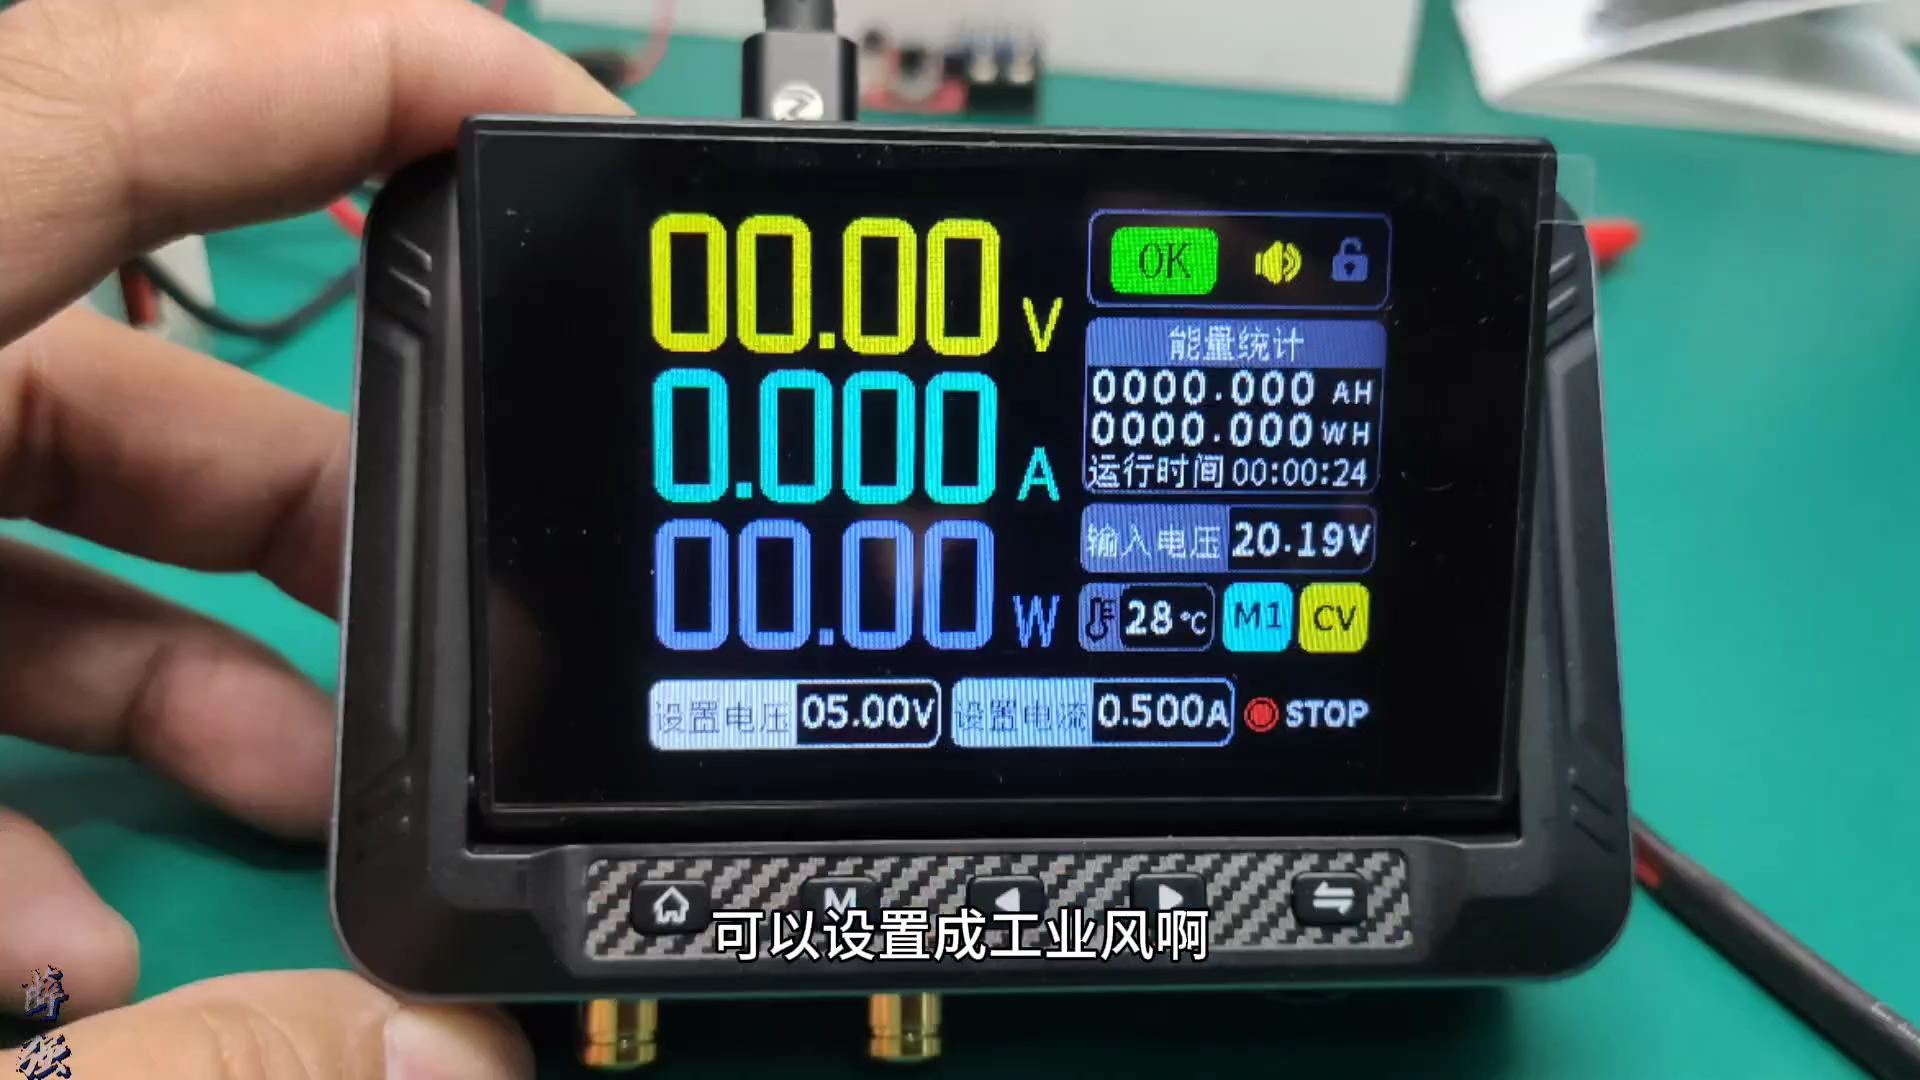 00.00 V
0.000 A
00.00 W
OK
能量统计
0000.000 AH
0000.000 WH
运行时间 00:00:24
输入电压 20.19V
28 ℃ M1 CV
设置电压 05.00V 设置电流 0.500A STOP
M
可以设置成工业风啊